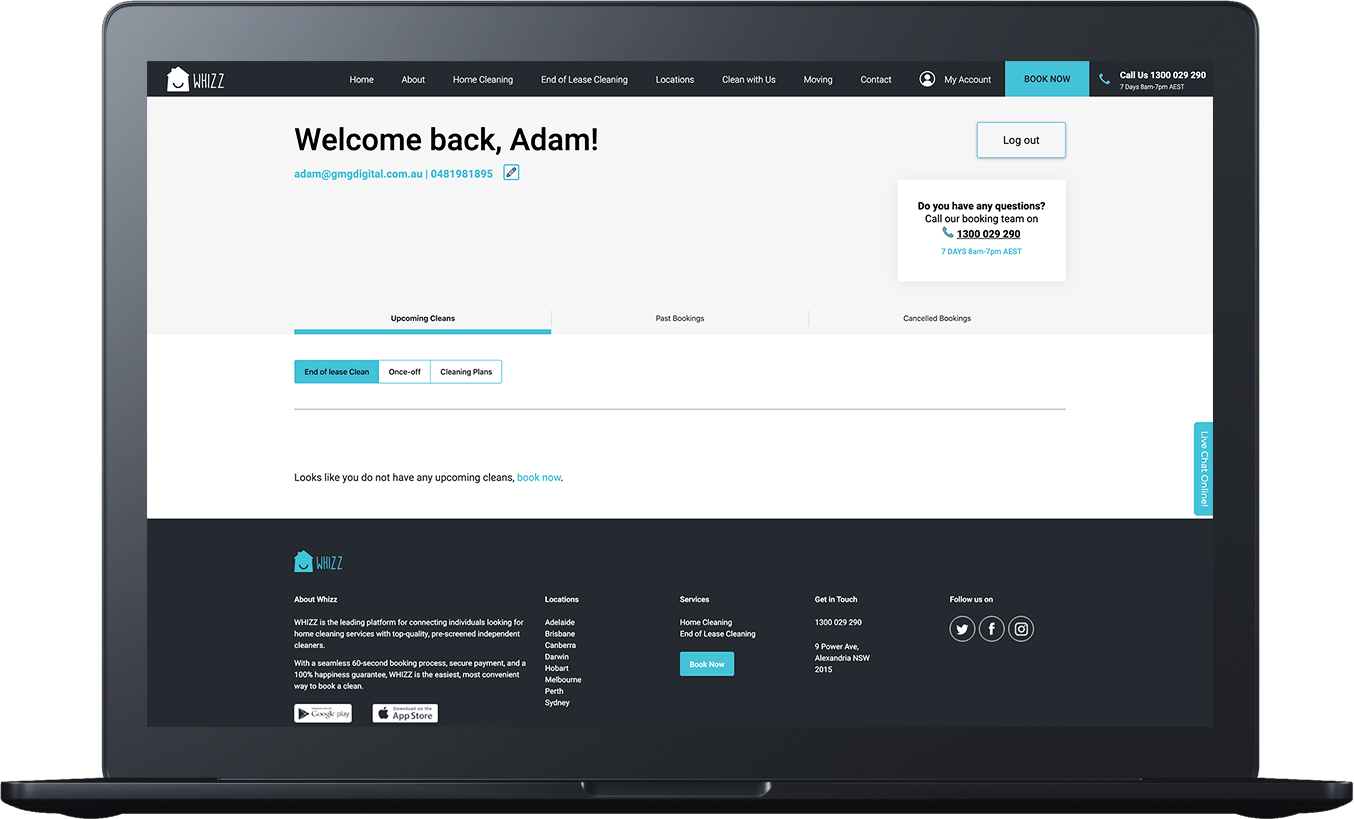 WHIZZ
Home About Home Cleaning End of Lease Cleaning Locations Clean with Us Moving Contact My Account BOOK NOW Call Us 1300 029 290
7 Days 8am-7pm AEST
Welcome back, Adam!
Log out
adam@gmgdigital.com.au | 0481981895
Do you have any questions?
Call our booking team on
1300 029 290
7 DAYS 8am-7pm AEST
Upcoming Cleans Past Bookings Cancelled Bookings
End of lease Clean Once-off Cleaning Plans
Live Chat Online!
Looks like you do not have any upcoming cleans, book now.
WHIZZ
About Whizz
WHIZZ is the leading platform for connecting individuals looking for
home cleaning services with top-quality, pre-screened independent
cleaners.
With a seamless 60-second booking process, secure payment, and a
100% happiness guarantee, WHIZZ is the easiest, most convenient
way to book a clean.
Google play
Download on the
App Store
Locations
Adelaide
Brisbane
Canberra
Darwin
Hobart
Melbourne
Perth
Sydney
Services
Home Cleaning
End of Lease Cleaning
Book Now
Get in Touch
1300 029 290
9 Power Ave,
Alexandria NSW
2015
Follow us on